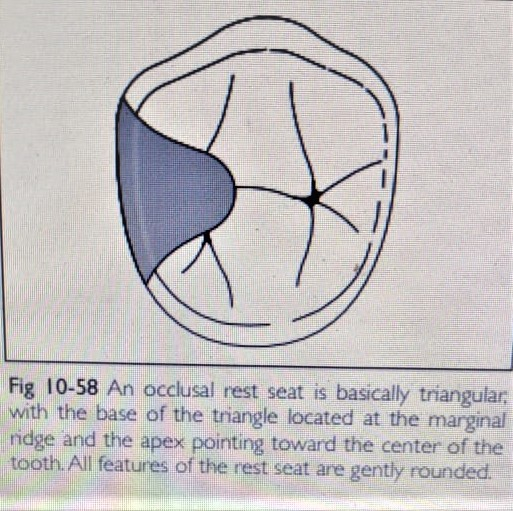 Fig 10-58 An occlusal rest seat is basically triangular,
with the base of the triangle located at the marginal
ridge and the apex pointing toward the center of the
tooth. All features of the rest seat are gently rounded.